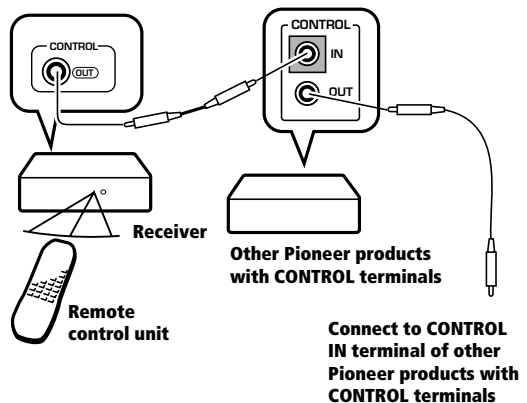 CONTROL
OUT
CONTROL
IN
OUT
Receiver
Remote
control unit
Other Pioneer products
with CONTROL terminals
Connect to CONTROL
IN terminal of other
Pioneer products with
CONTROL terminals